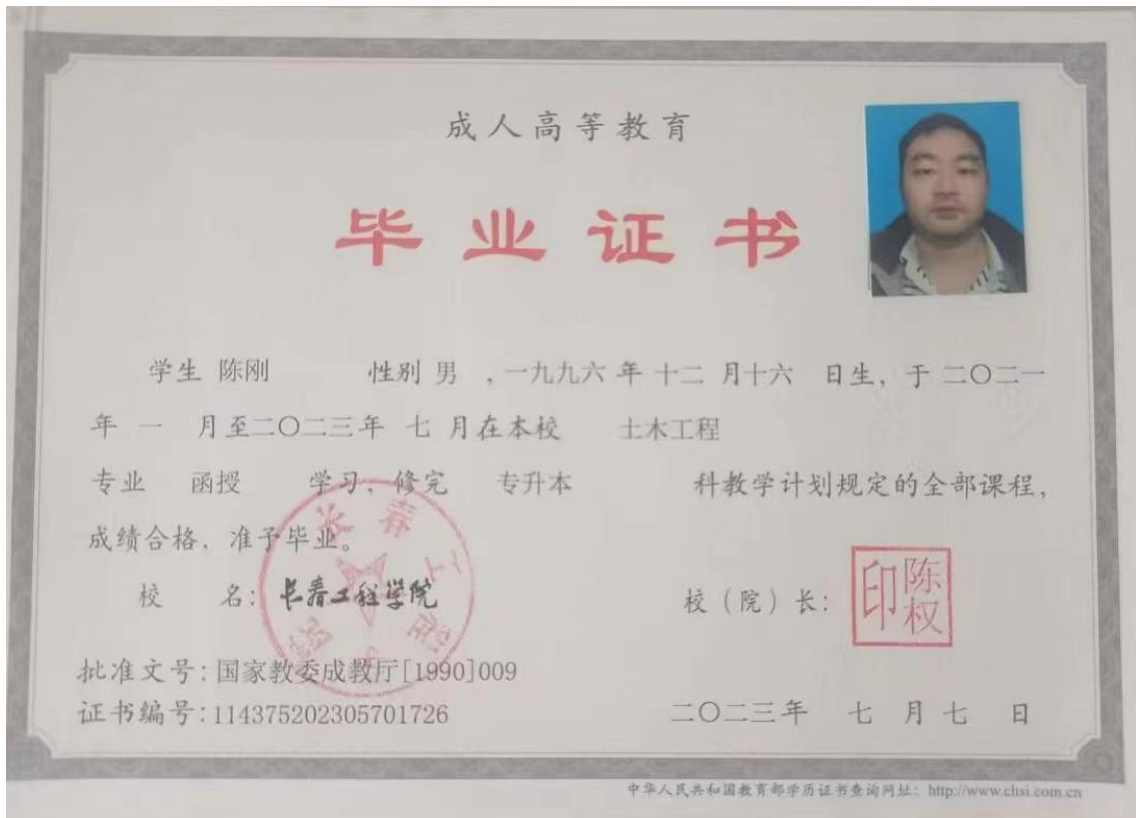 成人高等教育
毕业证书
学生 陈刚 性别 男 ,一九九六 年 十二 月十六 日生，于 二〇二一
年 一 月至二〇二三年 七 月在本校 土木工程
专业 函授 学习，修完 专升本 科教学计划规定的全部课程，
成绩合格，准予毕业。
校 名：长春工程学院
校（院）长：
陈权印
批准文号：国家教委成教厅[1990]009
证书编号：114375202305701726
二〇二三年 七 月 七 日
中华人民共和国教育部学历证书查询网址：http://www.chsi.com.cn
长春工程学院